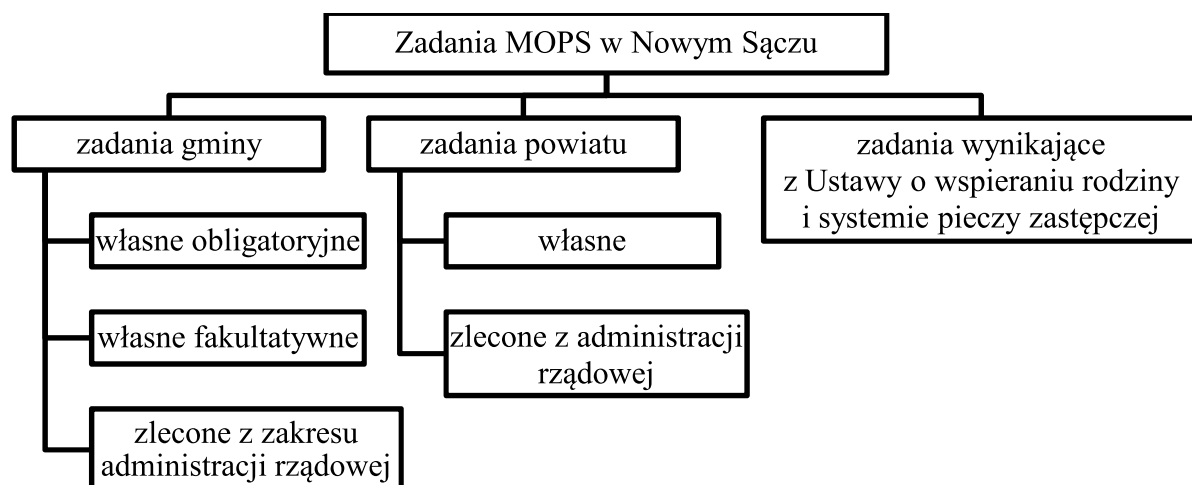 Zadania MOPS w Nowym Sączu
zadania gminy
własne obligatoryjne
własne fakultatywne
zlecone z zakresu
administracji rządowej
zadania powiatu
własne
zlecone z administracji
rządowej
zadania wynikające
z Ustawy o wspieraniu rodziny
i systemie pieczy zastępczej